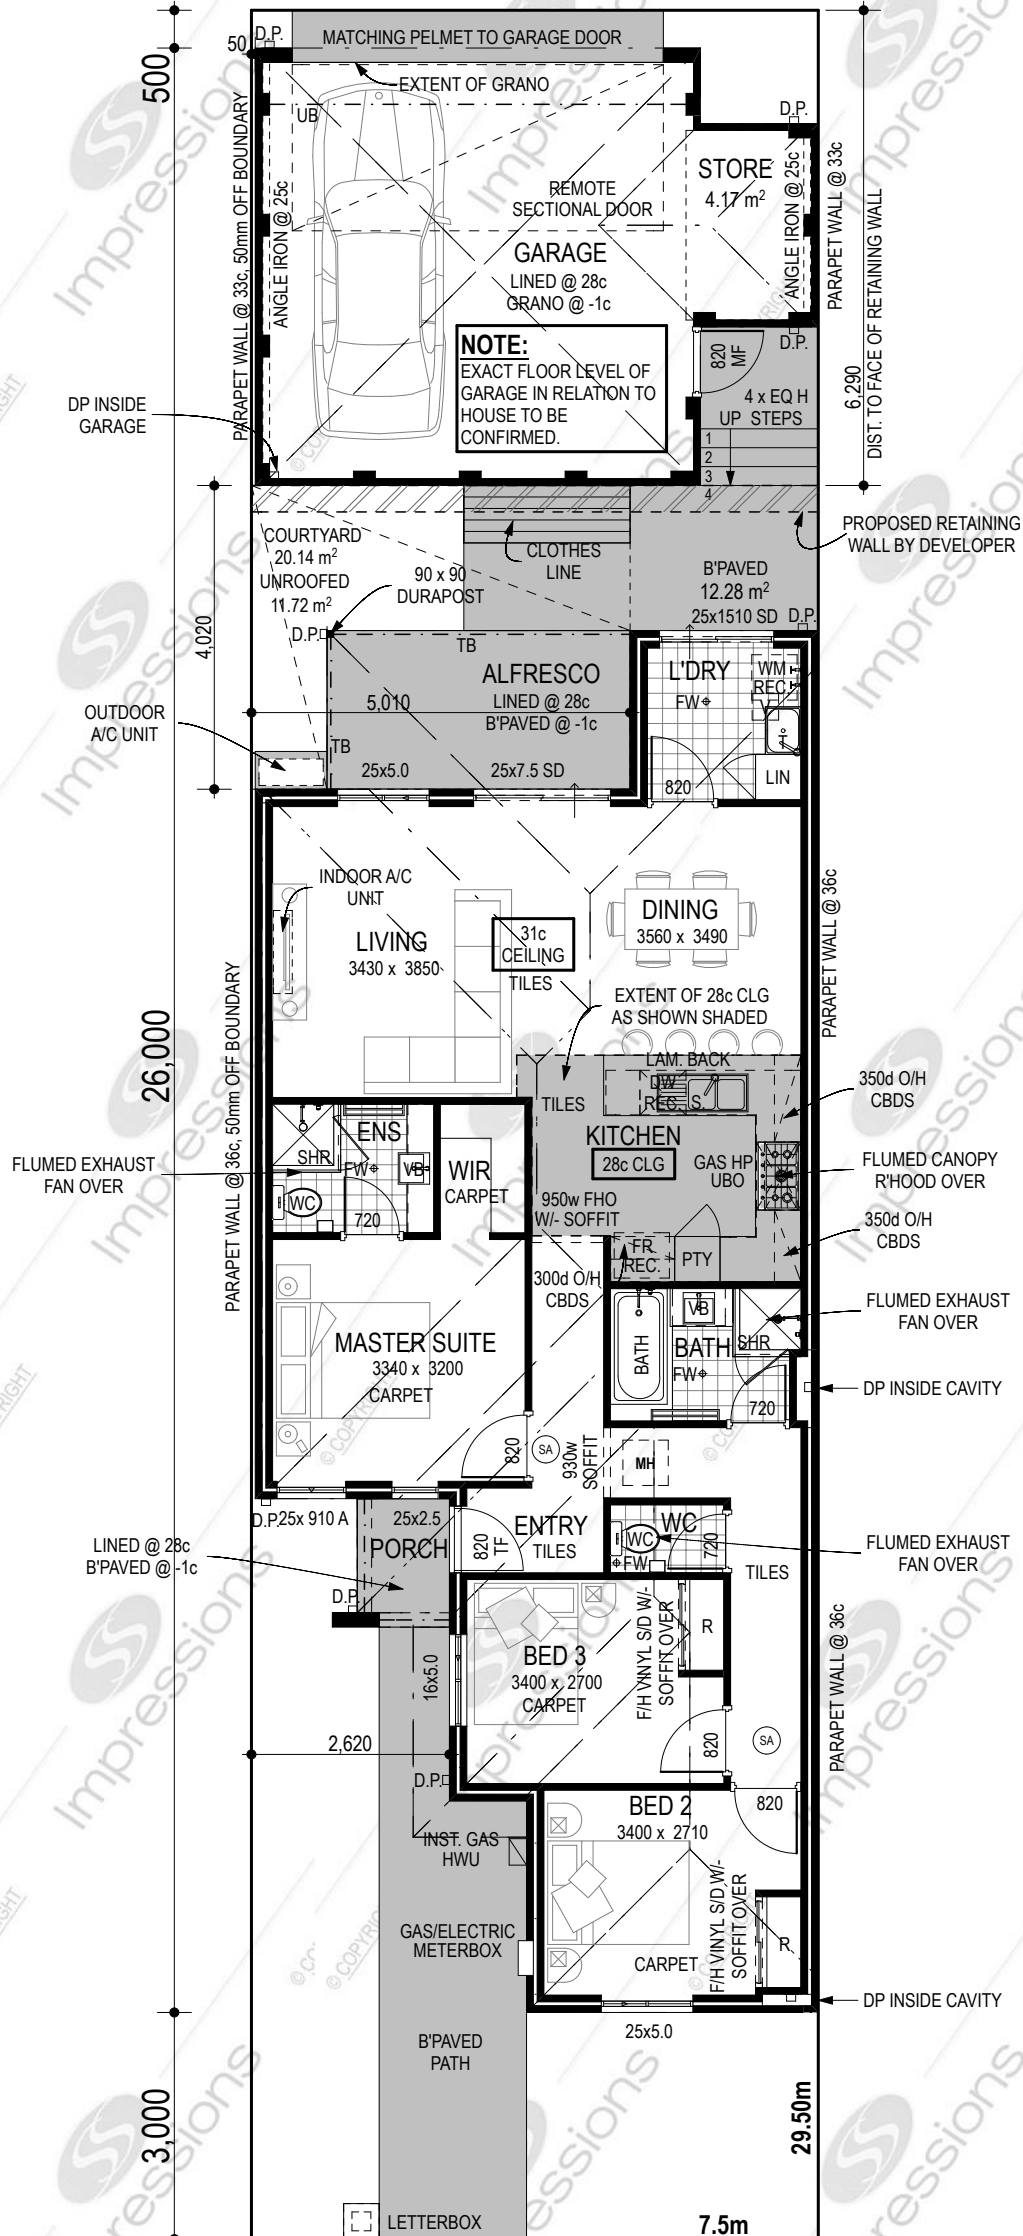 MATCHING PELMET TO GARAGE DOOR
D.P.
50
500
EXTENT OF GRANO
UB
D.P.
STORE
4.17 m²
REMOTE
SECTIONAL DOOR
GARAGE
LINED @ 28c
GRANO @ -1c
PARAPET WALL @ 33c, 50mm OFF BOUNDARY
ANGLE IRON @ 25c
ANGLE IRON @ 25c
PARAPET WALL @ 33c
DIST. TO FACE OF RETAINING WALL
6,290
NOTE:
EXACT FLOOR LEVEL OF
GARAGE IN RELATION TO
HOUSE TO BE
CONFIRMED.
820
MF
D.P.
4 x EQ H
UP STEPS
1
2
3
4
DP INSIDE
GARAGE
COURTYARD
20.14 m²
UNROOFED
11.72 m²
CLOTHES
LINE
90 x 90
DURAPOST
B'PAVED
12.28 m²
25x1510 SD
D.P.
PROPOSED RETAINING
WALL BY DEVELOPER
4,020
D.P.
TB
ALFRESCO
LINED @ 28c
B'PAVED @ -1c
5,010
TB
25x5.0
25x7.5 SD
OUTDOOR
A/C UNIT
L'DRY
FW
WM
REC.
T
LIN
820
INDOOR A/C
UNIT
LIVING
3430 x 3850
31c
CEILING
TILES
DINING
3560 x 3490
EXTENT OF 28c CLG
AS SHOWN SHADED
PARAPET WALL @ 36c
26,000
PARAPET WALL @ 36c, 50mm OFF BOUNDARY
LAM. BACK
DW
REC. S.
TILES
KITCHEN
28c CLG
GAS HP
UBO
350d O/H
CBDS
FLUMED CANOPY
R'HOOD OVER
350d O/H
CBDS
950w FHO
W/- SOFFIT
FR
REC.
PTY
300d O/H
CBDS
FLUMED EXHAUST
FAN OVER
ENS
SHR
FW
VB
WC
720
WIR
CARPET
MASTER SUITE
3340 x 3200
CARPET
820
SA
930w
SOFFIT
BATH
VB
BATH
SHR
FW
720
FLUMED EXHAUST
FAN OVER
DP INSIDE CAVITY
MH
D.P.
25x 910 A
25x2.5
PORCH
LINED @ 28c
B'PAVED @ -1c
820
TF
ENTRY
TILES
WC
WC
FW
720
TILES
FLUMED EXHAUST
FAN OVER
D.P.
BED 3
3400 x 2700
CARPET
16x5.0
F/H VINYL S/D W/-
SOFFIT OVER
R
820
SA
PARAPET WALL @ 36c
2,620
D.P.
BED 2
3400 x 2710
820
INST. GAS
HWU
GAS/ELECTRIC
METERBOX
CARPET
F/H VINYL S/D W/-
SOFFIT OVER
R
DP INSIDE CAVITY
25x5.0
B'PAVED
PATH
3,000
29.50m
LETTERBOX
7.5m
Impressions
© COPYRIGHT